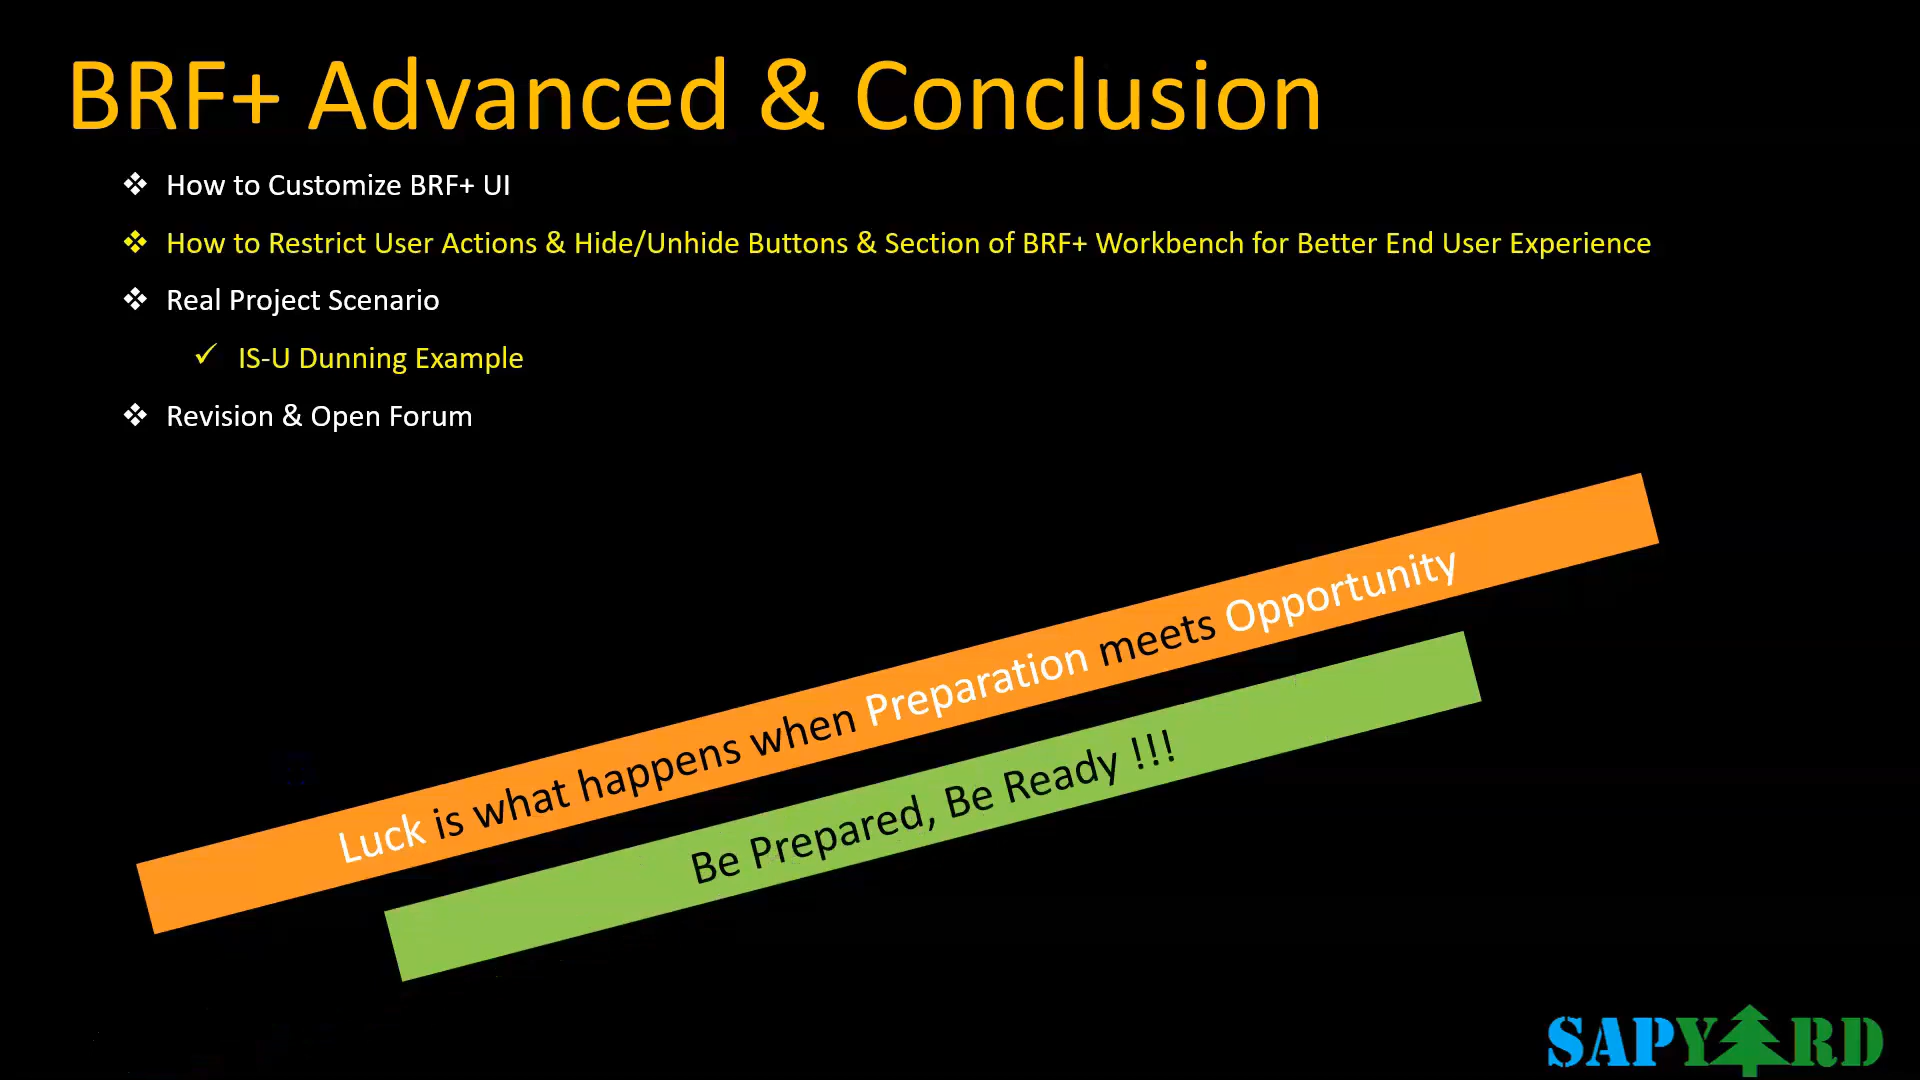 BRF+ Advanced & Conclusion
❖ How to Customize BRF+ UI
❖ How to Restrict User Actions & Hide/Unhide Buttons & Section of BRF+ Workbench for Better End User Experience
❖ Real Project Scenario
✓ IS-U Dunning Example
❖ Revision & Open Forum
Luck is what happens when Preparation meets Opportunity
Be Prepared, Be Ready !!!
SAPYARD